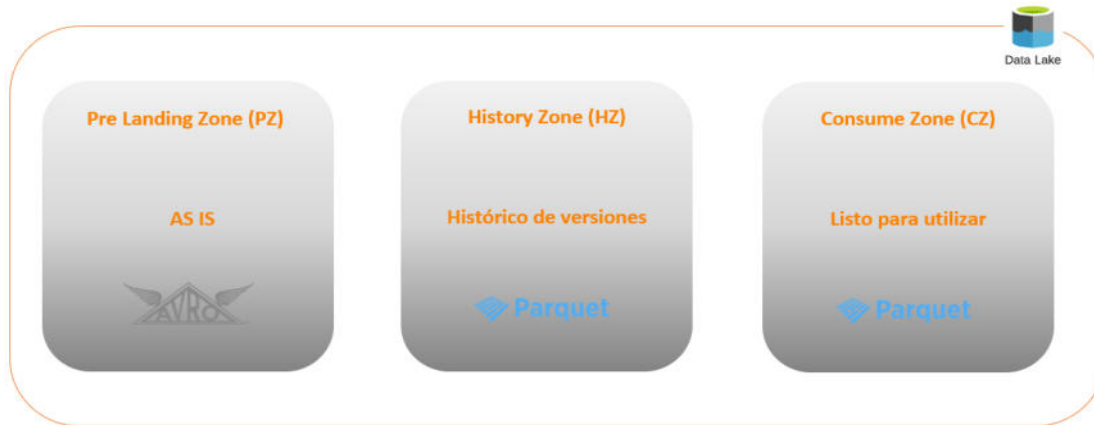 Data Lake
Pre Landing Zone (PZ)
History Zone (HZ)
Consume Zone (CZ)
AS IS
Histórico de versiones
Listo para utilizar
AVRO
Parquet
Parquet